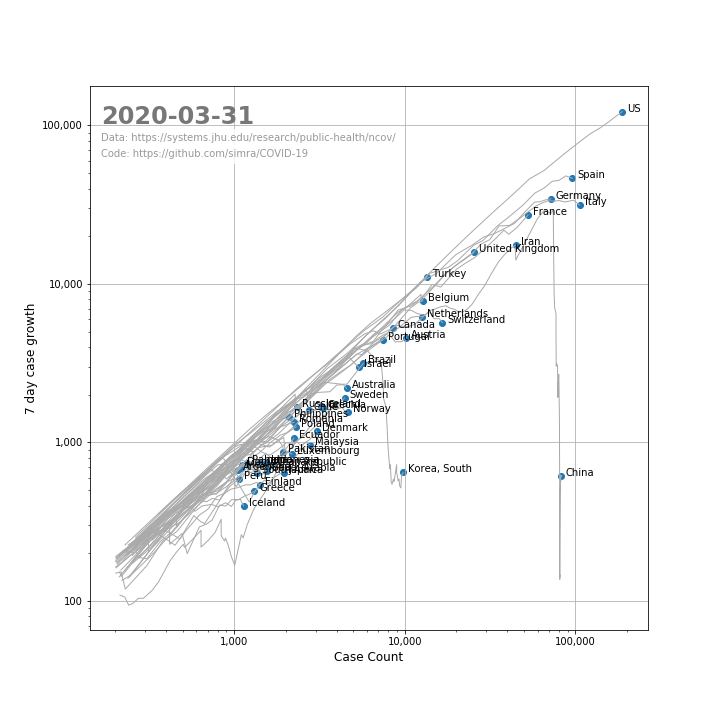 2020-03-31
Data: https://systems.jhu.edu/research/public-health/ncov/
Code: https://github.com/simra/COVID-19
100,000
10,000
1,000
100
7 day case growth
US
Spain
Germany
Italy
France
Iran
United Kingdom
Turkey
Belgium
Netherlands
Switzerland
Canada
Portugal
Austria
Brazil
Israel
Australia
Sweden
Norway
Philippines
Romania
Poland
Denmark
Ecuador
Malaysia
Pakistan
Luxembourg
Korea, South
China
Peru
Finland
Greece
Iceland
1,000
10,000
100,000
Case Count